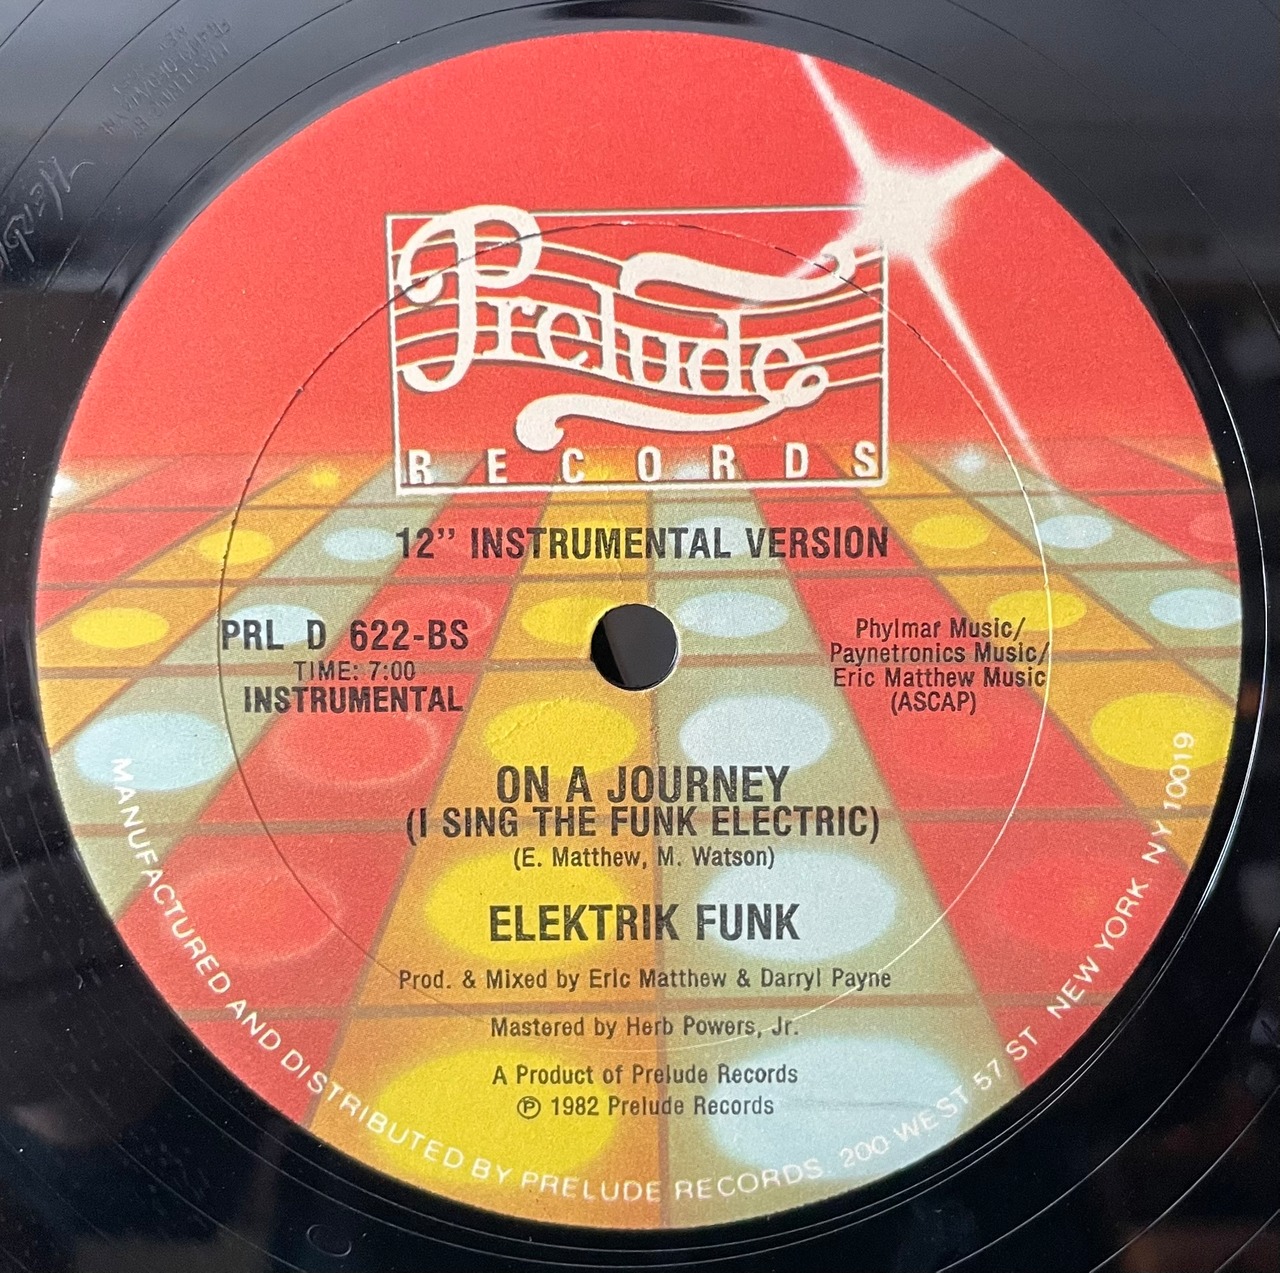 Prelude
RECORDS
12” INSTRUMENTAL VERSION
PRL D 622-BS
TIME: 7:00
INSTRUMENTAL
Phylmar Music/
Paynetronics Music/
Eric Matthew Music
(ASCAP)
ON A JOURNEY
(I SING THE FUNK ELECTRIC)
(E. Matthew, M. Watson)
ELEKTRIK FUNK
Prod. & Mixed by Eric Matthew & Darryl Payne
Mastered by Herb Powers, Jr.
A Product of Prelude Records
℗ 1982 Prelude Records
MANUFACTURED AND DISTRIBUTED BY PRELUDE RECORDS. 200 WEST 57 ST. NEW YORK. NY 10019